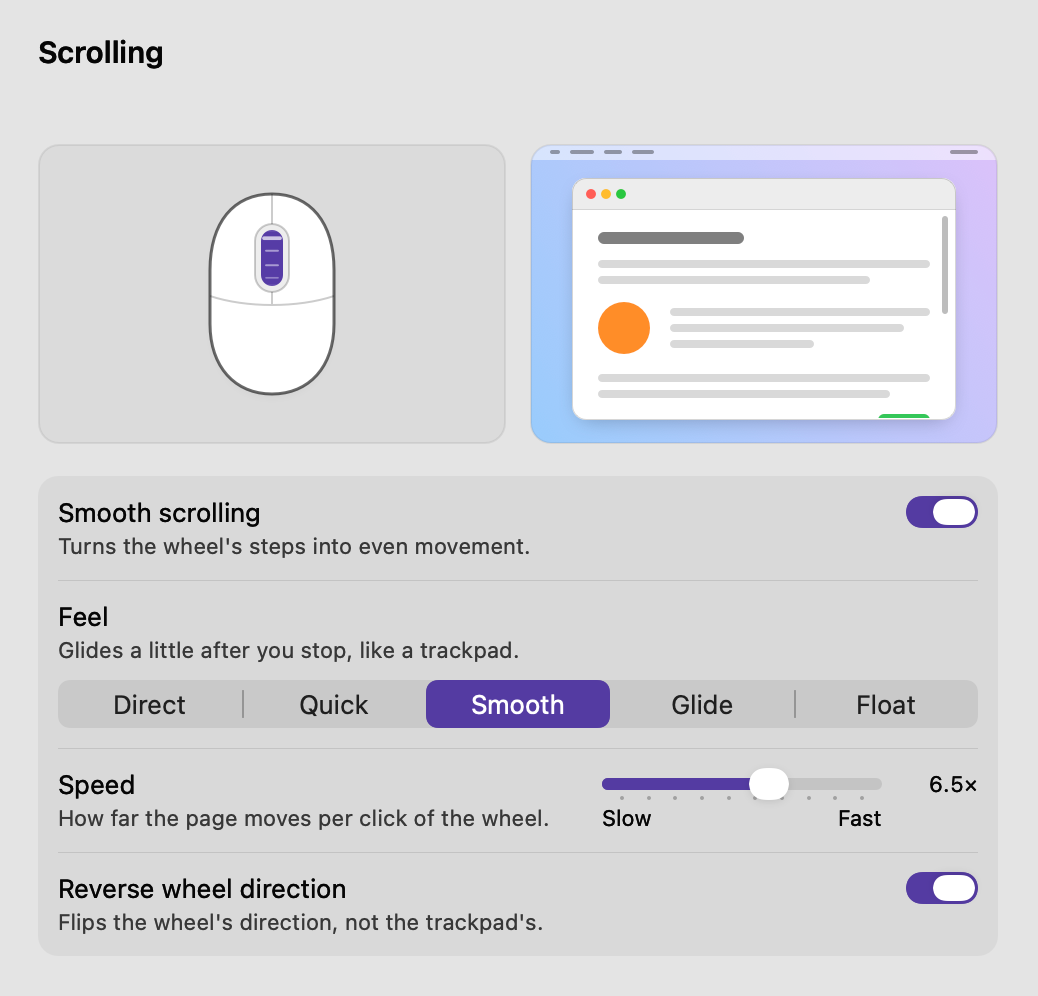 Scrolling
Smooth scrolling
Turns the wheel's steps into even movement.
Feel
Glides a little after you stop, like a trackpad.
Direct
Quick
Smooth
Glide
Float
Speed
6.5×
How far the page moves per click of the wheel.
Slow
Fast
Reverse wheel direction
Flips the wheel's direction, not the trackpad's.